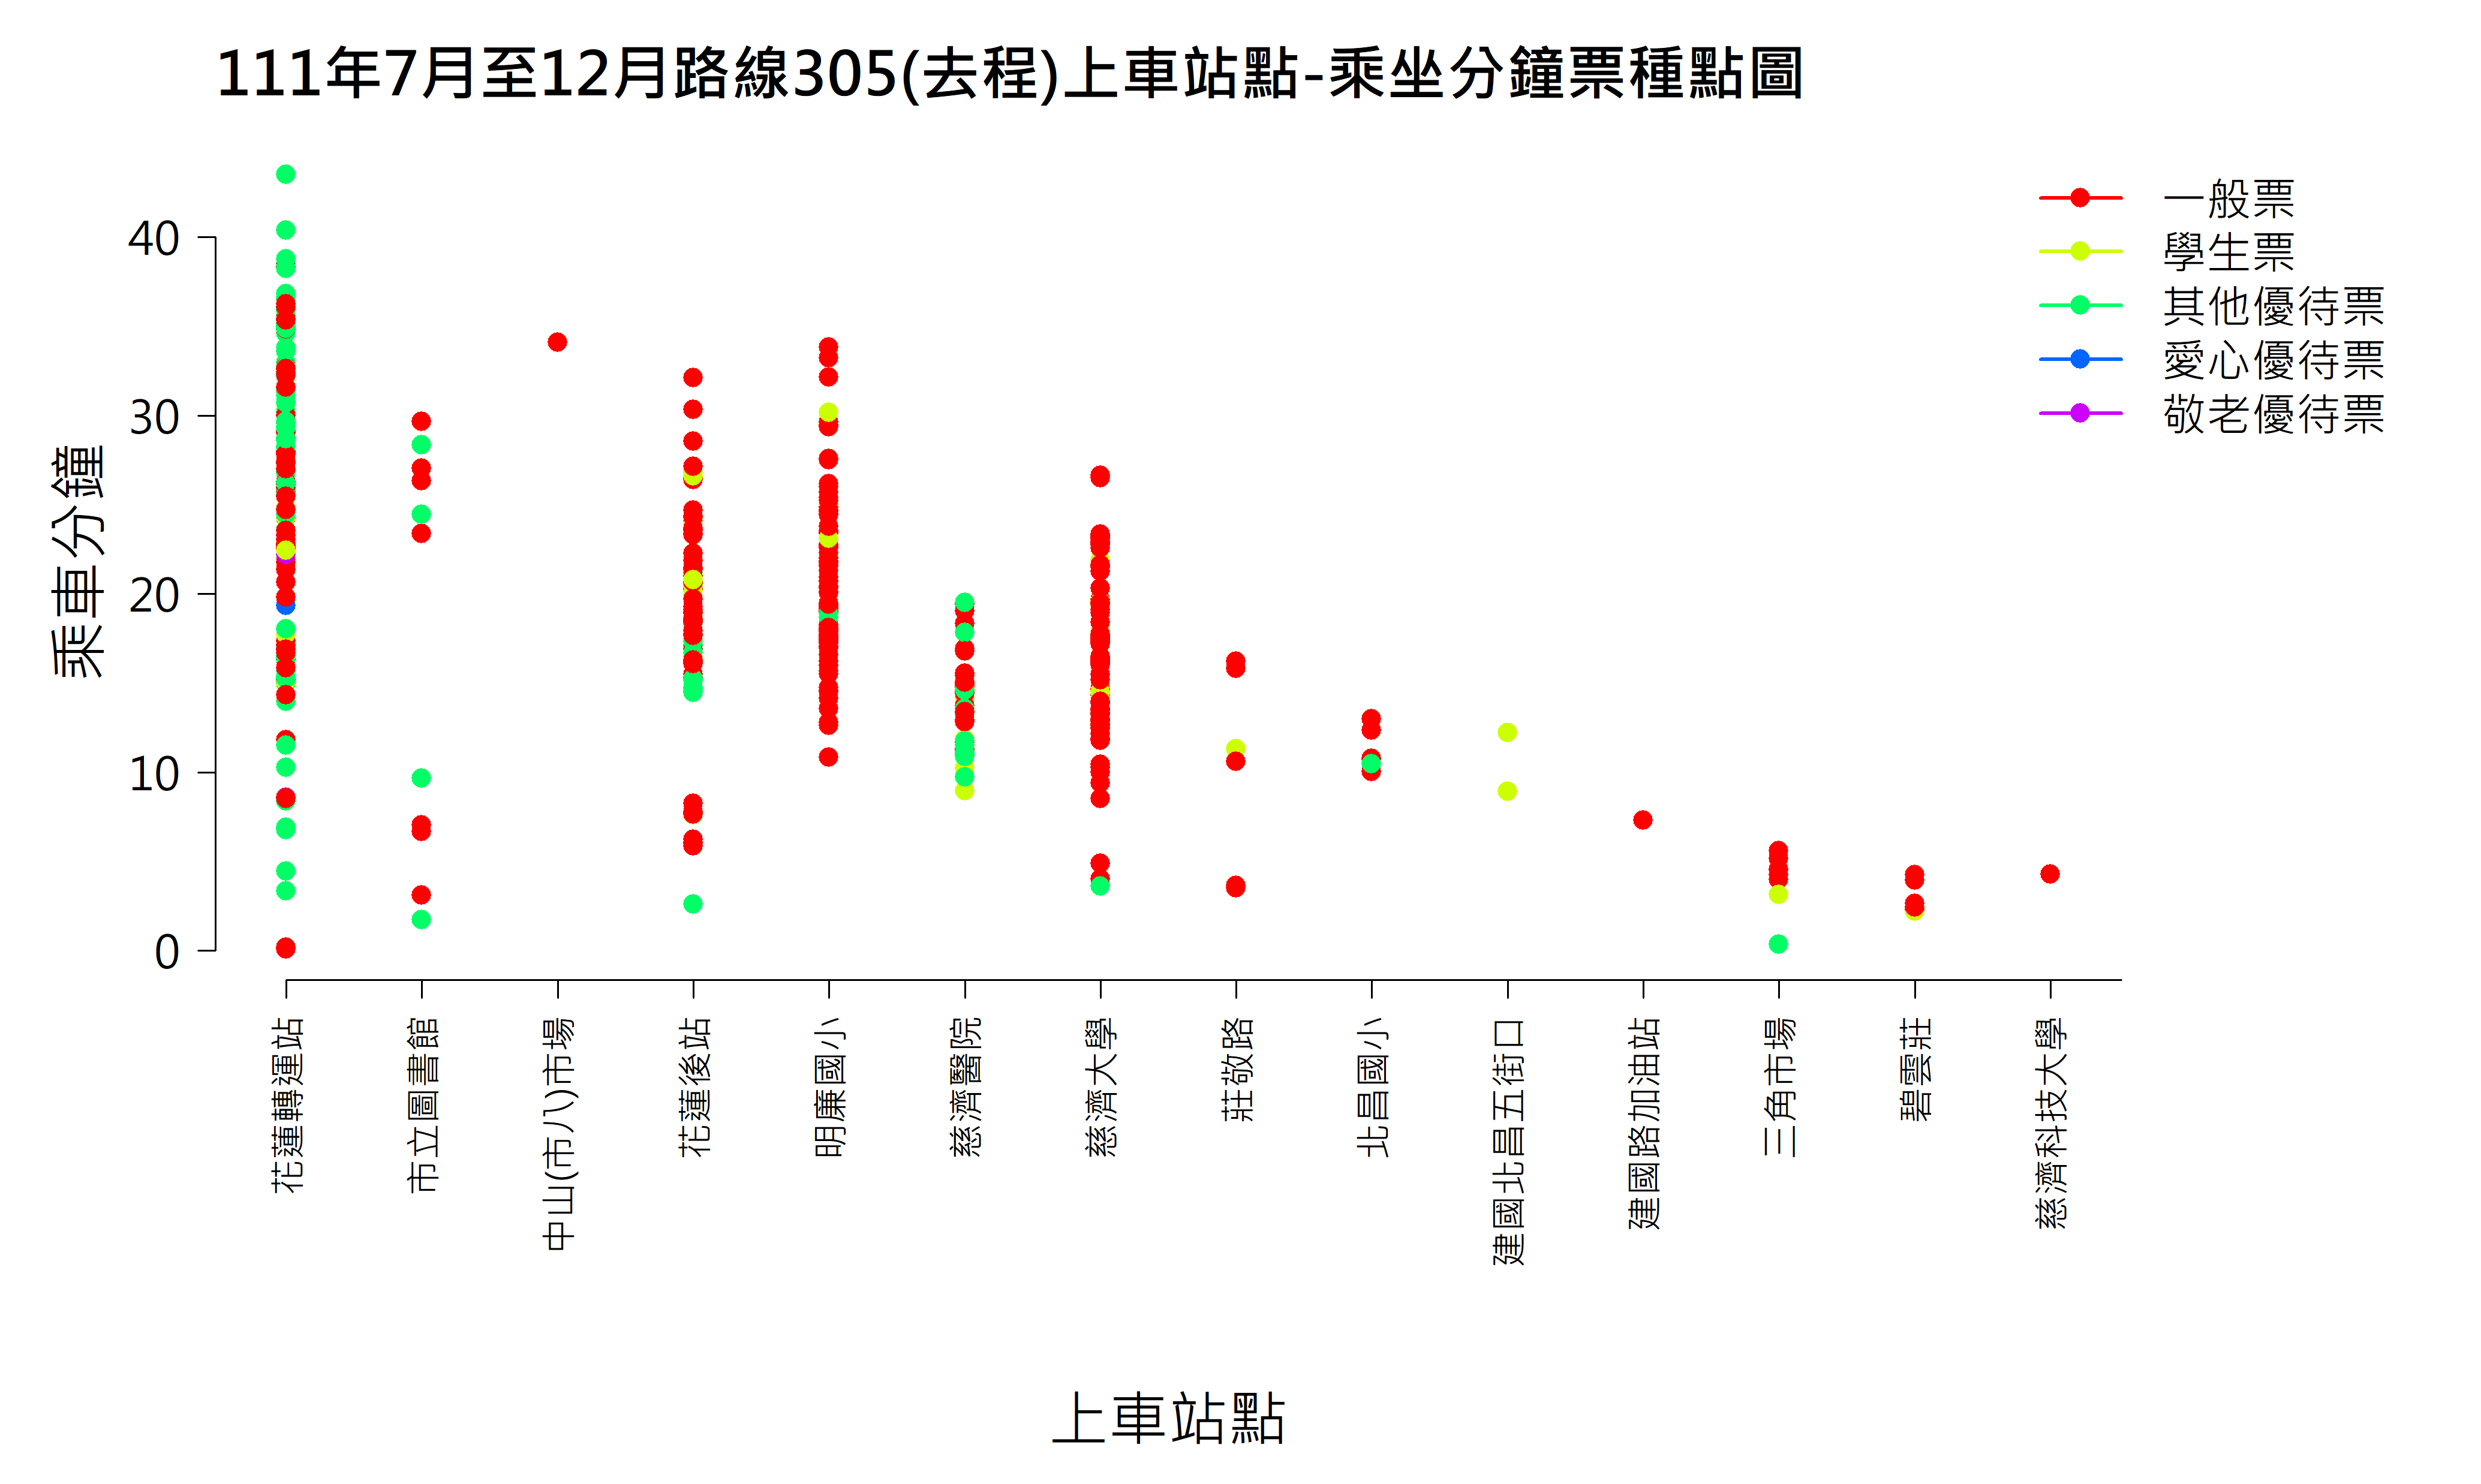 111年7月至12月路線305(去程)上車站點-乘坐分鐘票種點圖
一般票
學生票
其他優待票
愛心優待票
敬老優待票
乘車分鐘
40
30
20
10
0
花蓮轉運站
市立圖書館
中山(市八)市場
花蓮後站
明廉國小
慈濟醫院
慈濟大學
莊敬路
北昌國小
建國北昌五街口
建國路加油站
三角市場
碧雲莊
慈濟科技大學
上車站點